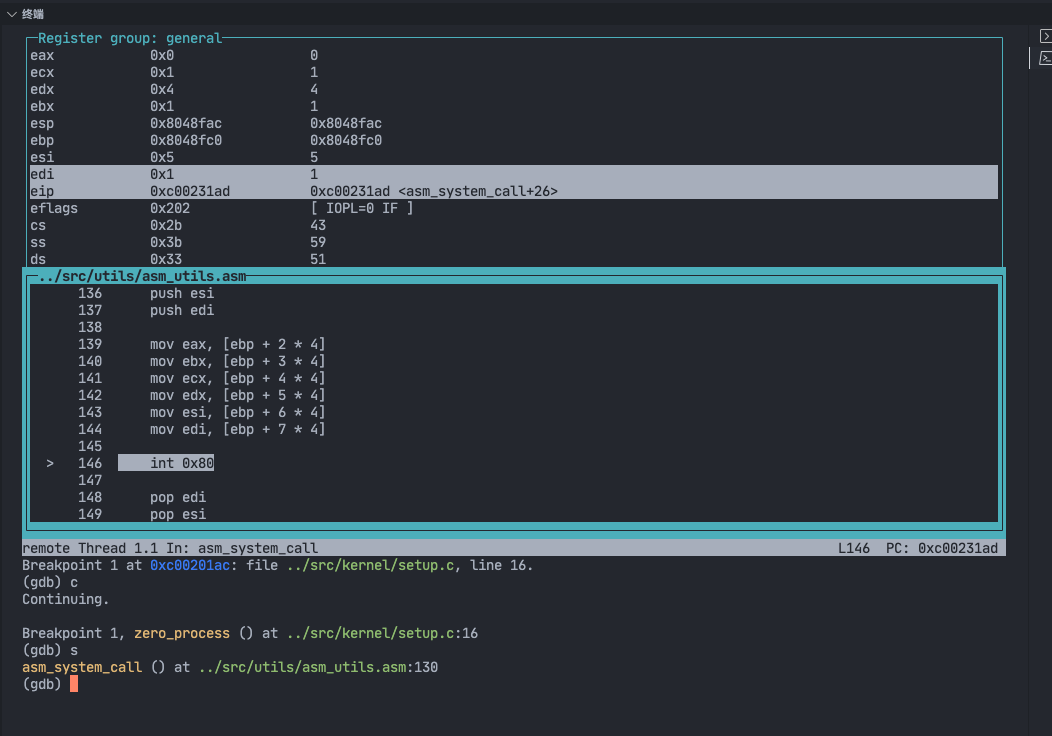 终端
Register group: general
eax 0x0 0
ecx 0x1 1
edx 0x4 4
ebx 0x1 1
esp 0x8048fac 0x8048fac
ebp 0x8048fc0 0x8048fc0
esi 0x5 5
edi 0x1 1
eip 0xc00231ad 0xc00231ad <asm_system_call+26>
eflags 0x202 [ IOPL=0 IF ]
cs 0x2b 43
ss 0x3b 59
ds 0x33 51
../src/utils/asm_utils.asm
136 push esi
137 push edi
138
139 mov eax, [ebp + 2 * 4]
140 mov ebx, [ebp + 3 * 4]
141 mov ecx, [ebp + 4 * 4]
142 mov edx, [ebp + 5 * 4]
143 mov esi, [ebp + 6 * 4]
144 mov edi, [ebp + 7 * 4]
145
> 146 int 0x80
147
148 pop edi
149 pop esi
remote Thread 1.1 In: asm_system_call L146 PC: 0xc00231ad
Breakpoint 1 at 0xc00201ac: file ../src/kernel/setup.c, line 16.
(gdb) c
Continuing.
Breakpoint 1, zero_process () at ../src/kernel/setup.c:16
(gdb) s
asm_system_call () at ../src/utils/asm_utils.asm:130
(gdb)